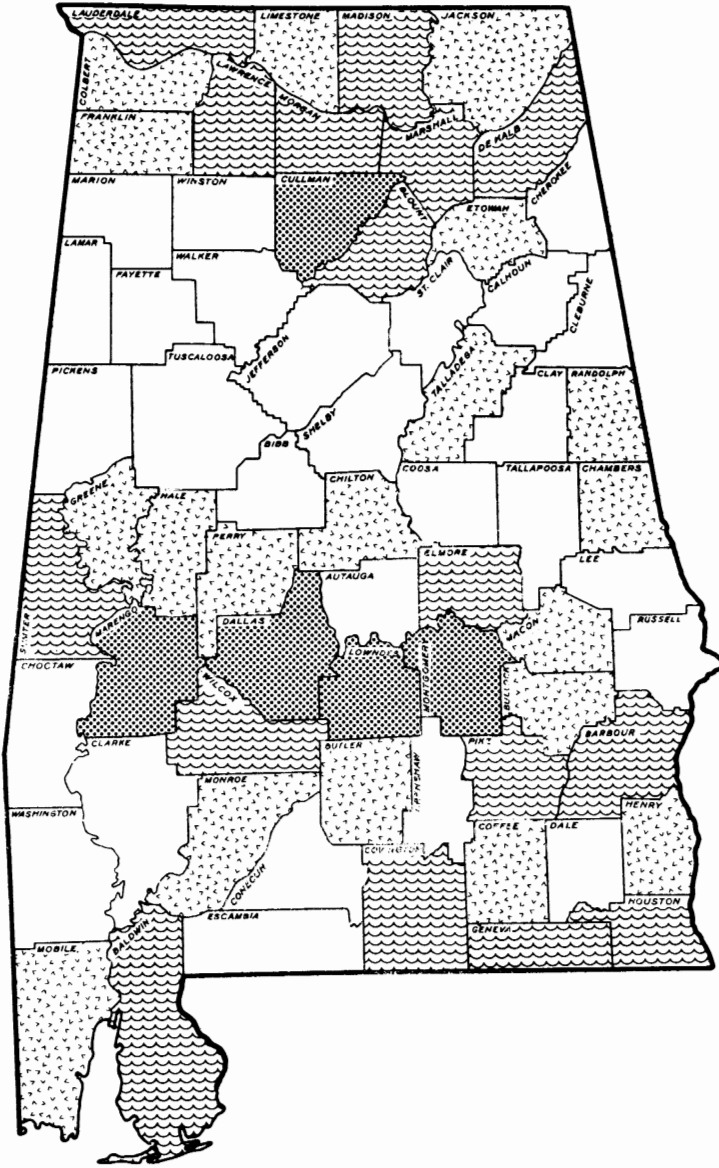 LAUDERDALE
LIMESTONE
MADISON
JACKSON
COLBERT
LAWRENCE
MORGAN
FRANKLIN
MARSHALL
DE KALB
CHEROKEE
MARION
WINSTON
CULLMAN
BLOUNT
ETOWAH
LAMAR
FAYETTE
WALKER
ST. CLAIR
CALHOUN
CLEBURNE
JEFFERSON
TUSCALOOSA
PICKENS
TALLADEGA
CLAY
RANDOLPH
SHELBY
BIBB
COOSA
TALLAPOOSA
CHAMBERS
GREENE
HALE
CHILTON
PERRY
AUTAUGA
ELMORE
LEE
SUMTER
MARENGO
DALLAS
LOWNDES
MONTGOMERY
MACON
RUSSELL
BULLOCK
CHOCTAW
WILCOX
CLARKE
BUTLER
CRENSHAW
PIKE
BARBOUR
MONROE
HENRY
WASHINGTON
CONECUH
COVINGTON
COFFEE
DALE
ESCAMBIA
HOUSTON
GENEVA
MOBILE
BALDWIN